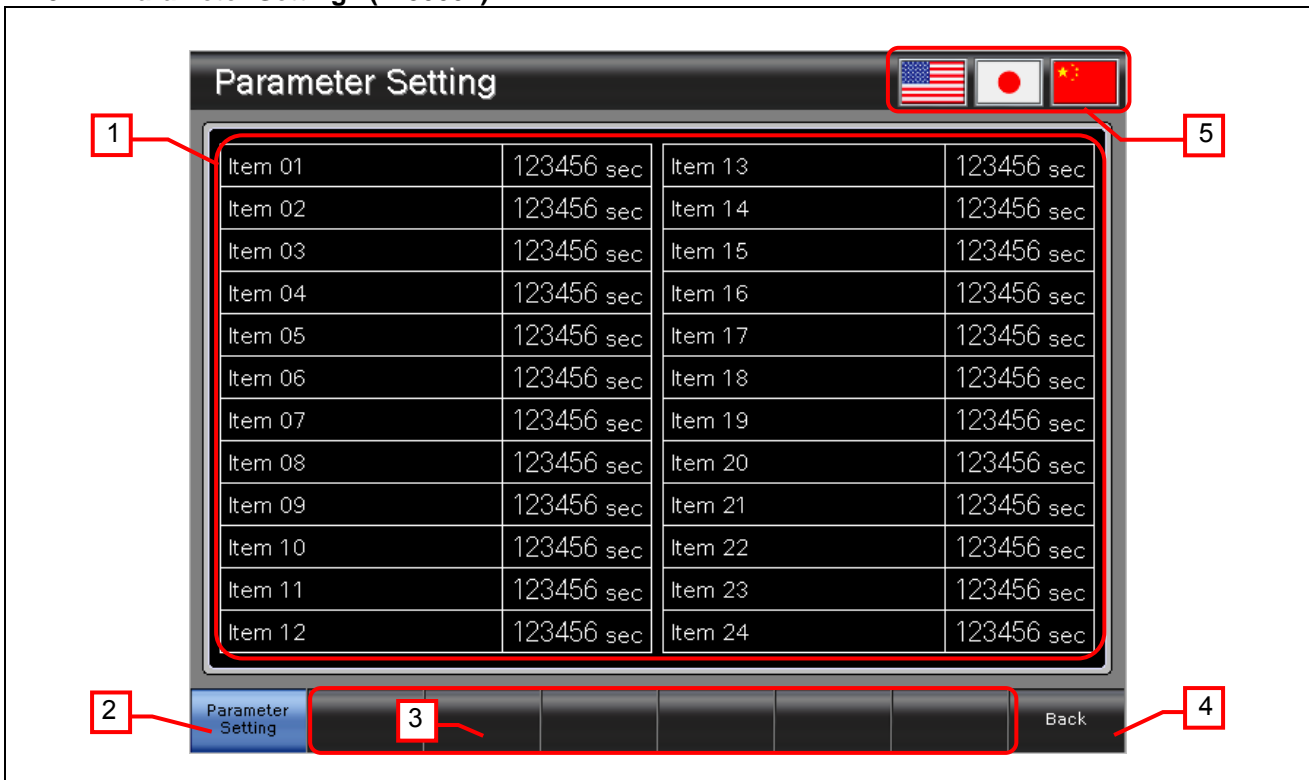 Parameter Setting
1
5
Item 01 123456 sec Item 13 123456 sec
Item 02 123456 sec Item 14 123456 sec
Item 03 123456 sec Item 15 123456 sec
Item 04 123456 sec Item 16 123456 sec
Item 05 123456 sec Item 17 123456 sec
Item 06 123456 sec Item 18 123456 sec
Item 07 123456 sec Item 19 123456 sec
Item 08 123456 sec Item 20 123456 sec
Item 09 123456 sec Item 21 123456 sec
Item 10 123456 sec Item 22 123456 sec
Item 11 123456 sec Item 23 123456 sec
Item 12 123456 sec Item 24 123456 sec
2
Parameter
Setting
3
Back
4